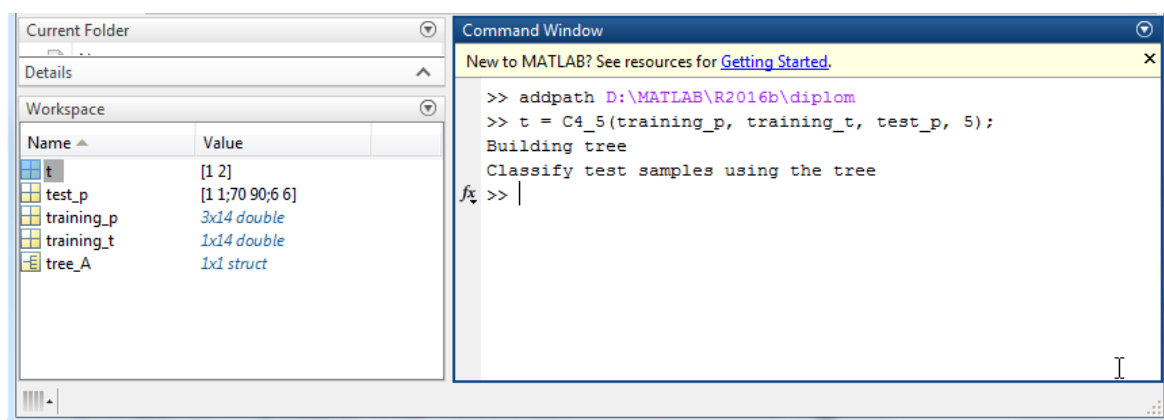 Current Folder
Details
Workspace
Name Value
t [1 2]
test_p [1 1;70 90;6 6]
training_p 3x14 double
training_t 1x14 double
tree_A 1x1 struct
Command Window
New to MATLAB? See resources for Getting Started.
>> addpath D:\MATLAB\R2016b\diplom
>> t = C4_5(training_p, training_t, test_p, 5);
Building tree
Classify test samples using the tree
fx >>